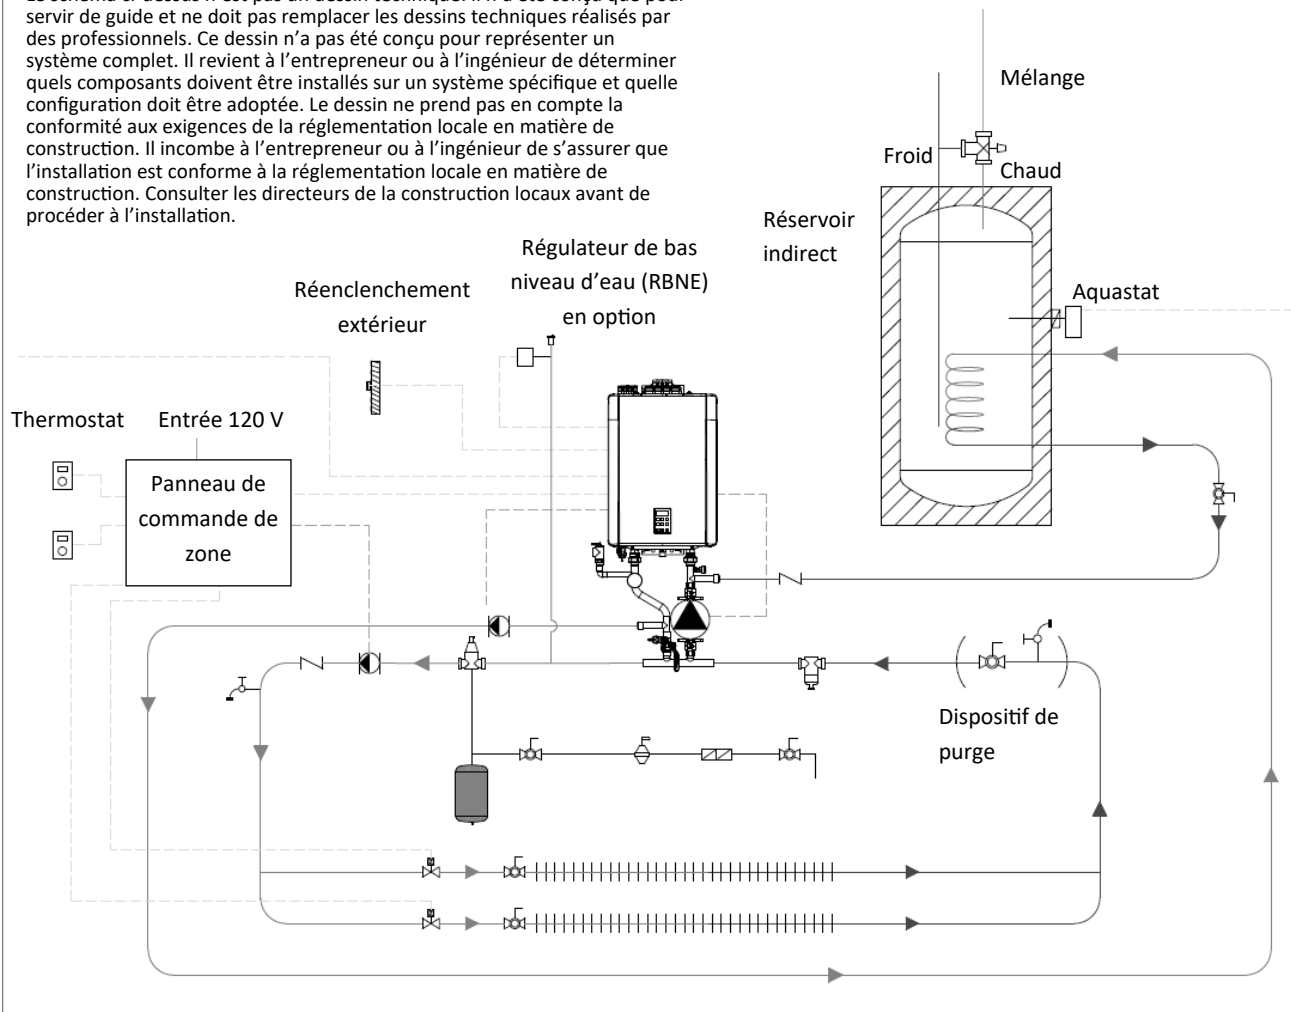 servir de guide et ne doit pas remplacer les dessins techniques réalisés par
des professionnels. Ce dessin n’a pas été conçu pour représenter un
système complet. Il revient à l’entrepreneur ou à l’ingénieur de déterminer
quels composants doivent être installés sur un système spécifique et quelle
configuration doit être adoptée. Le dessin ne prend pas en compte la
conformité aux exigences de la réglementation locale en matière de
construction. Il incombe à l’entrepreneur ou à l’ingénieur de s’assurer que
l’installation est conforme à la réglementation locale en matière de
construction. Consulter les directeurs de la construction locaux avant de
procéder à l’installation.
Mélange
Froid
Chaud
Réservoir
indirect
Aquastat
Régulateur de bas
niveau d’eau (RBNE)
en option
Réenclenchement
extérieur
Thermostat
Entrée 120 V
Panneau de
commande de
zone
Dispositif de
purge